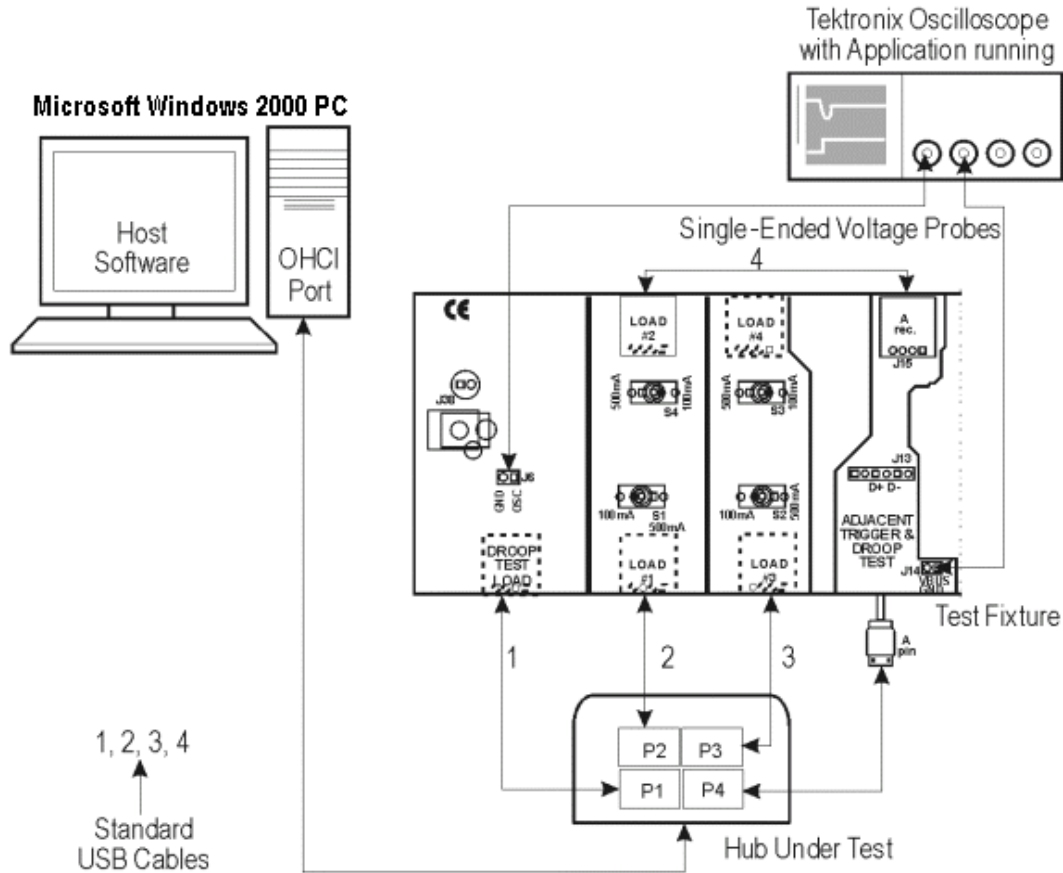 Tektronix Oscilloscope
with Application running
Microsoft Windows 2000 PC
Host
Software
OHCI
Port
Single-Ended Voltage Probes
4
CE
LOAD
#2
LOAD
#4
A
rec.
J15
500mA
100mA
S4
500mA
100mA
S3
J38
J13
D+ D-
J6
GND
OSC
100mA
S1
500mA
100mA
S2
500mA
ADJACENT
TRIGGER &
DROOP
TEST
DROOP
TEST
LOAD
LOAD
#1
LOAD
#3
J14
VBUS
GND
Test Fixture
A
pin
1
2
3
P2
P3
P1
P4
1, 2, 3, 4
Standard
USB Cables
Hub Under Test